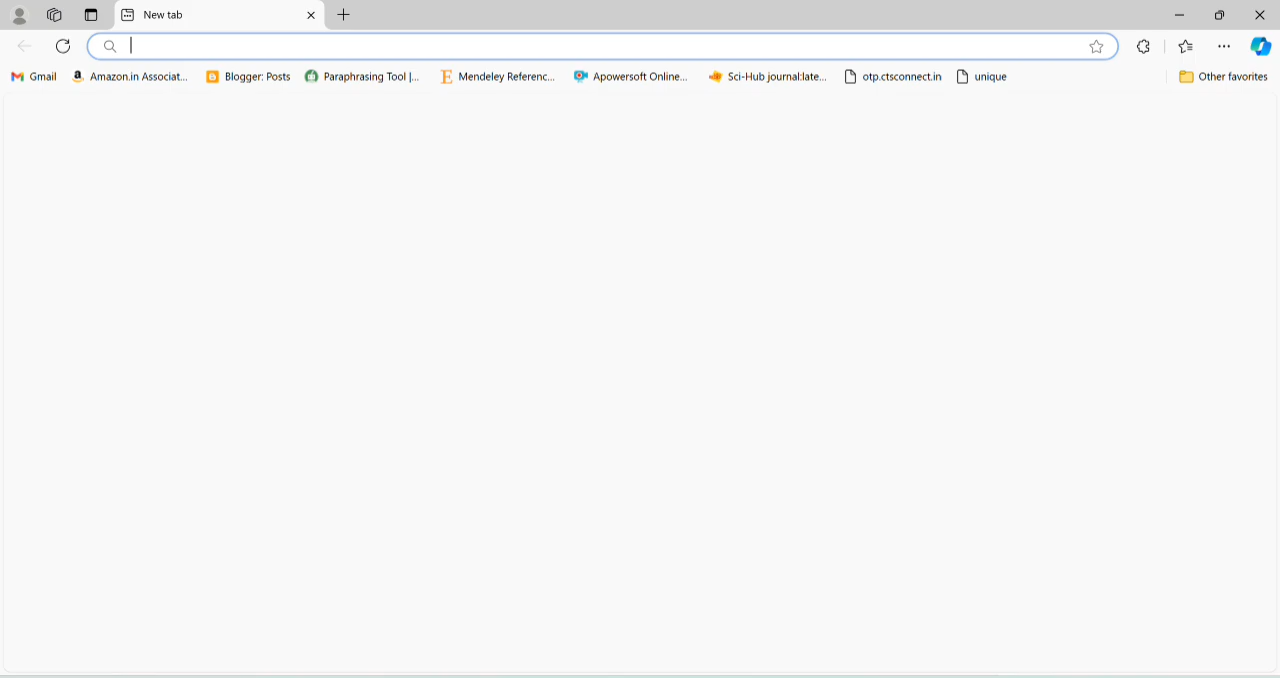 New tab
Gmail Amazon.in Associat... Blogger: Posts Paraphrasing Tool |... Mendeley Referenc... Apowersoft Online... Sci-Hub journal:late... otp.ctsconnect.in unique Other favorites